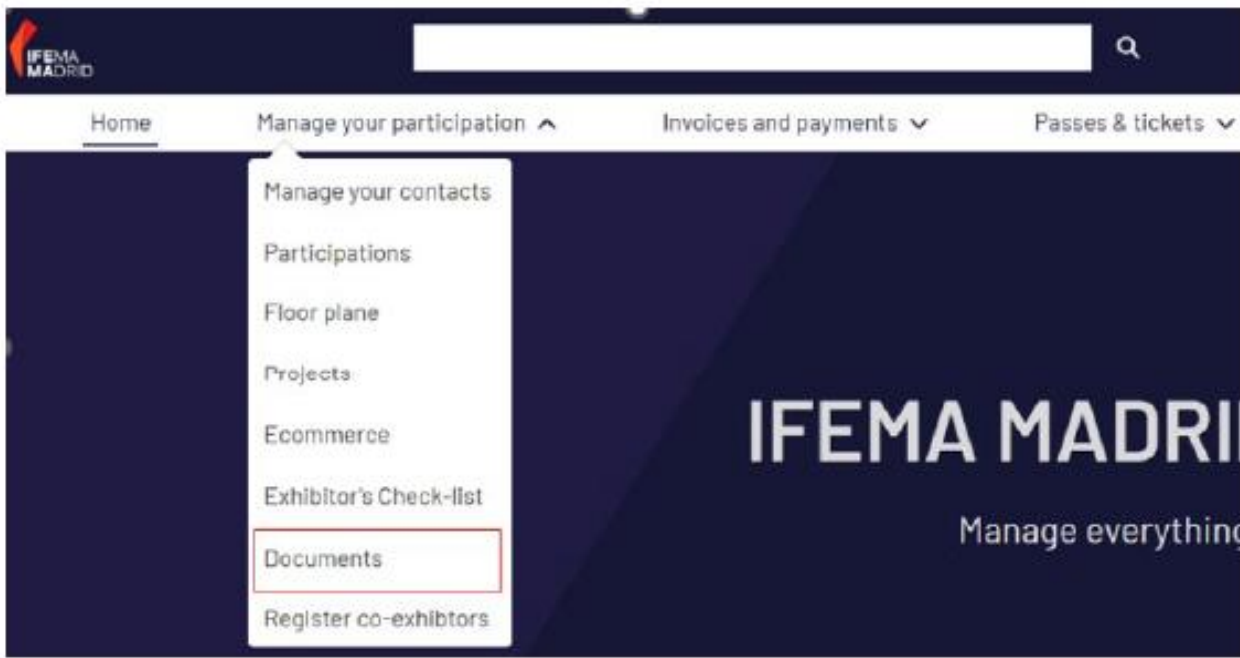 IFEMA
MADRID
Home Manage your participation Invoices and payments Passes & tickets
Manage your contacts
Participations
Floor plane
Projects
Ecommerce
Exhibitor's Check-list
Documents
Register co-exhibtors
IFEMA MADRI
Manage everything